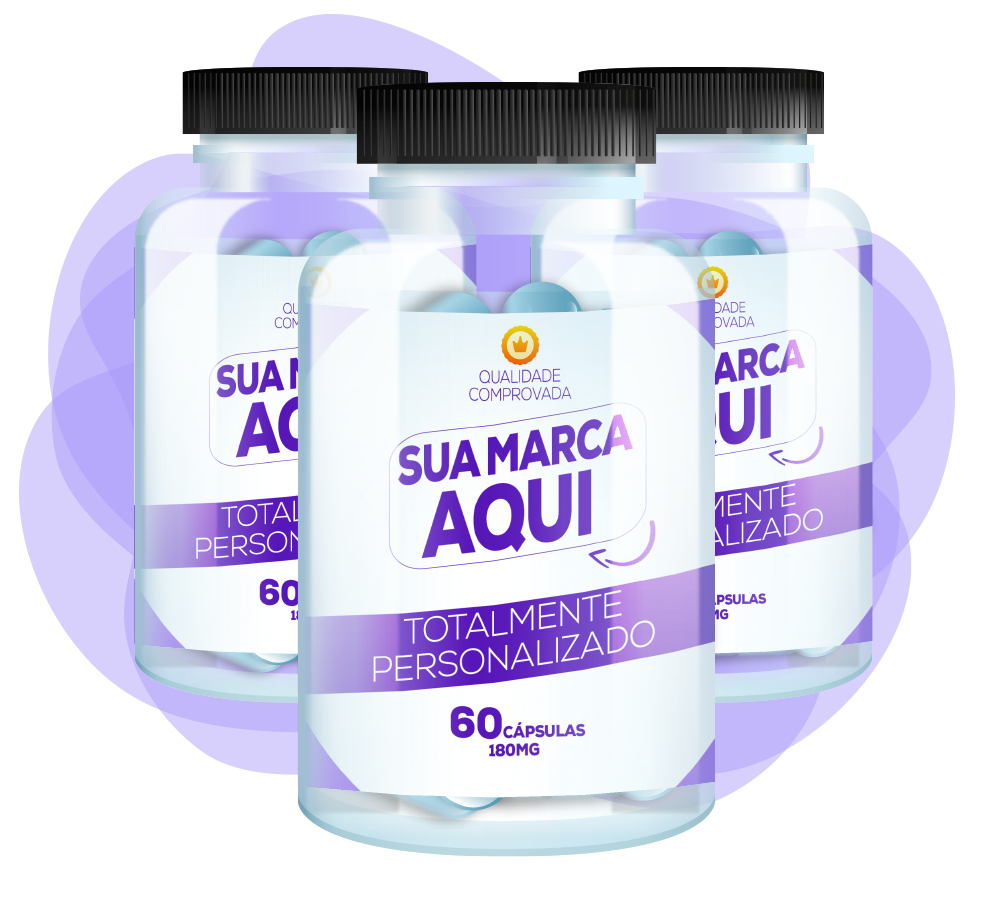 QUALIDADE
COMPROVADA
SUA MARCA
AQUI
TOTALMENTE
PERSONALIZADO
60 CÁPSULAS
180MG